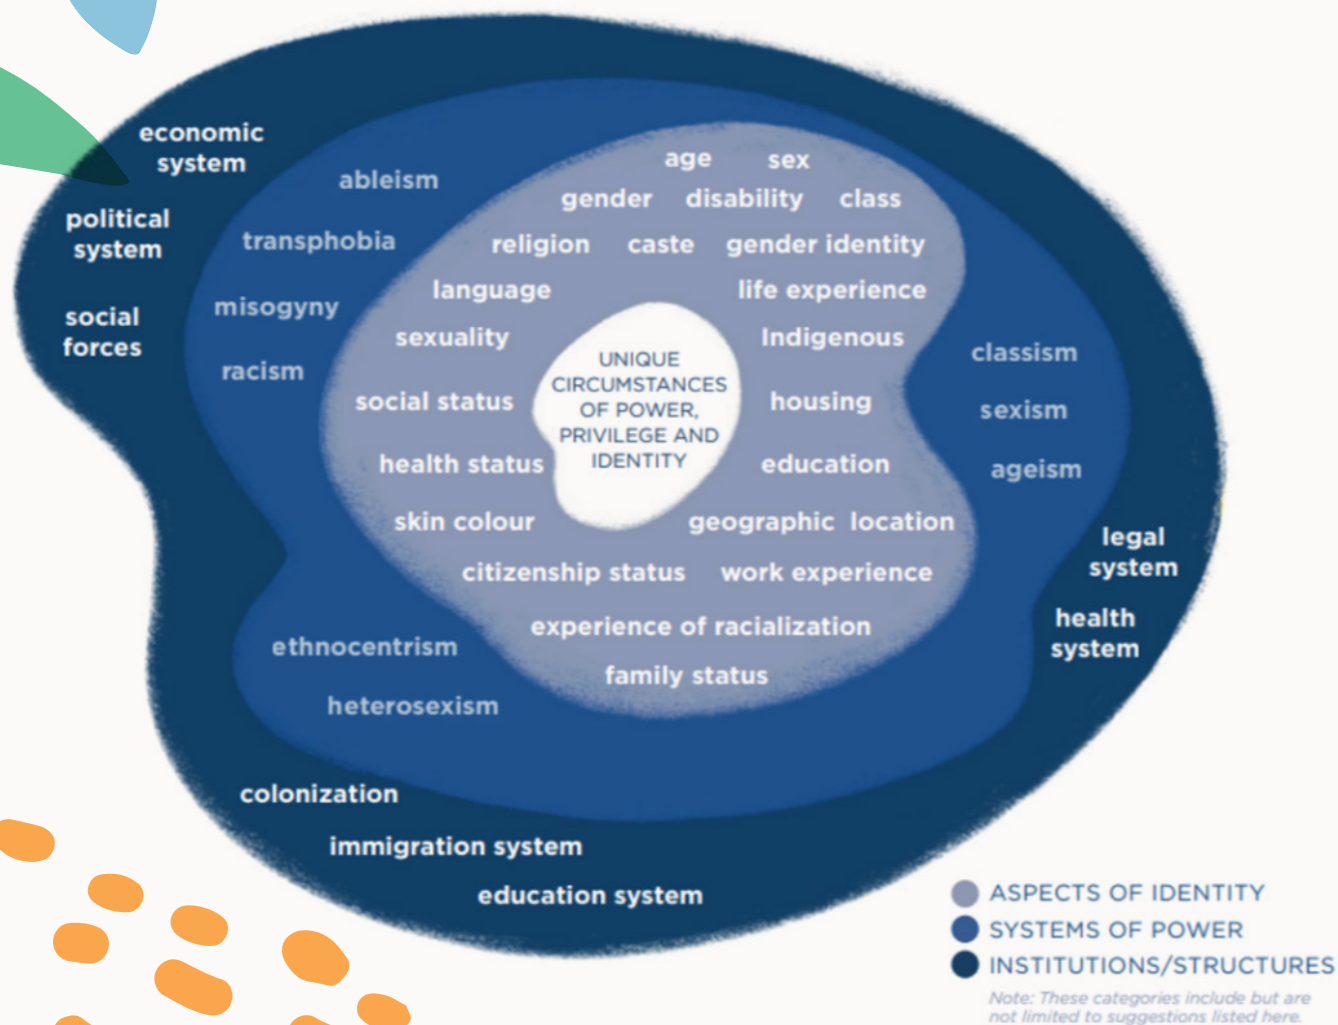 economic
system
political
system
social
forces
ableism
transphobia
misogyny
racism
age sex
gender disability class
religion caste gender identity
language life experience
sexuality Indigenous
social status housing
health status education
skin colour geographic location
citizenship status work experience
experience of racialization
family status
UNIQUE
CIRCUMSTANCES
OF POWER,
PRIVILEGE AND
IDENTITY
classism
sexism
ageism
legal
system
health
system
ethnocentrism
heterosexism
colonization
immigration system
education system
ASPECTS OF IDENTITY
SYSTEMS OF POWER
INSTITUTIONS/STRUCTURES
Note: These categories include but are
not limited to suggestions listed here.